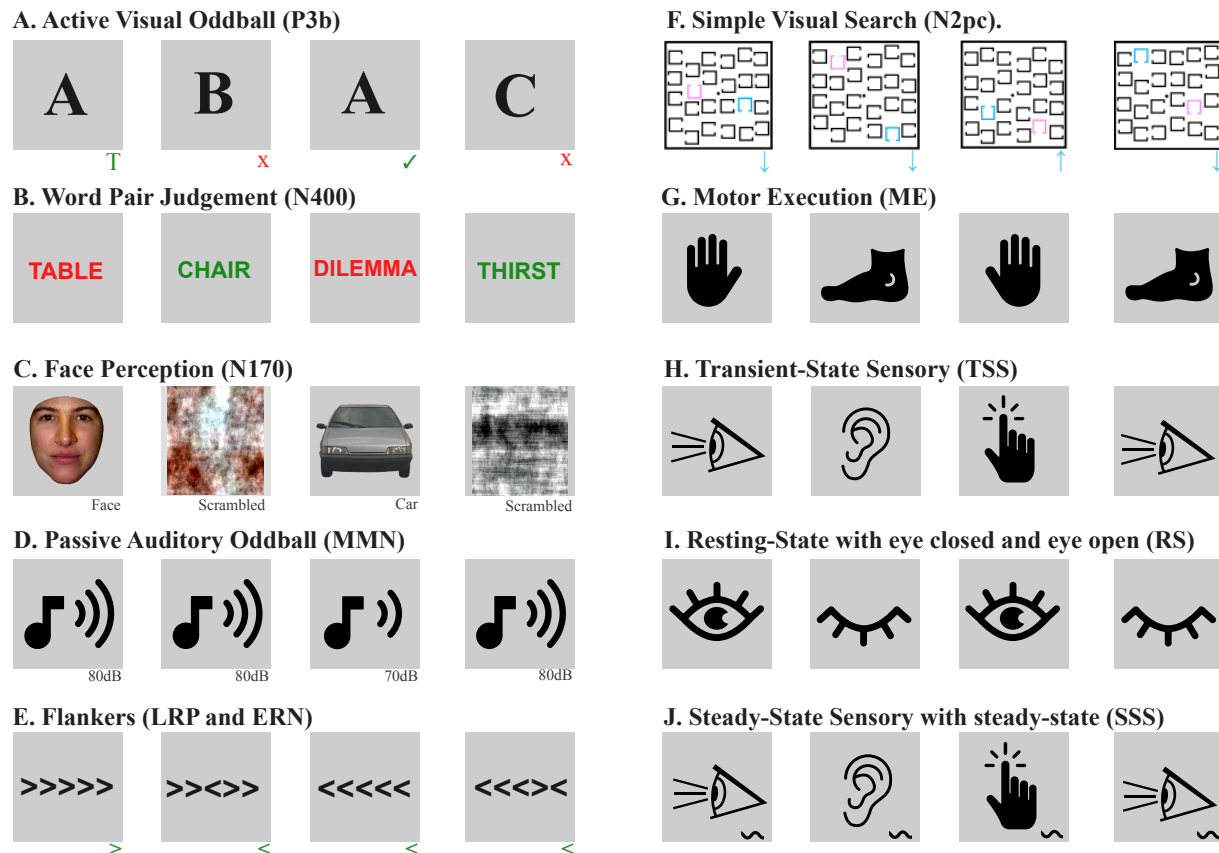 A. Active Visual Oddball (P3b)
A B A C
T x ✓ x
B. Word Pair Judgement (N400)
TABLE CHAIR DILEMMA THIRST
C. Face Perception (N170)
Face Scrambled Car Scrambled
D. Passive Auditory Oddball (MMN)
80dB 80dB 70dB 80dB
E. Flankers (LRP and ERN)
>>>>> >><>> <<<<< <<<><
> < < <
F. Simple Visual Search (N2pc).
↓ ↓ ↑ ↓
G. Motor Execution (ME)
H. Transient-State Sensory (TSS)
I. Resting-State with eye closed and eye open (RS)
J. Steady-State Sensory with steady-state (SSS)